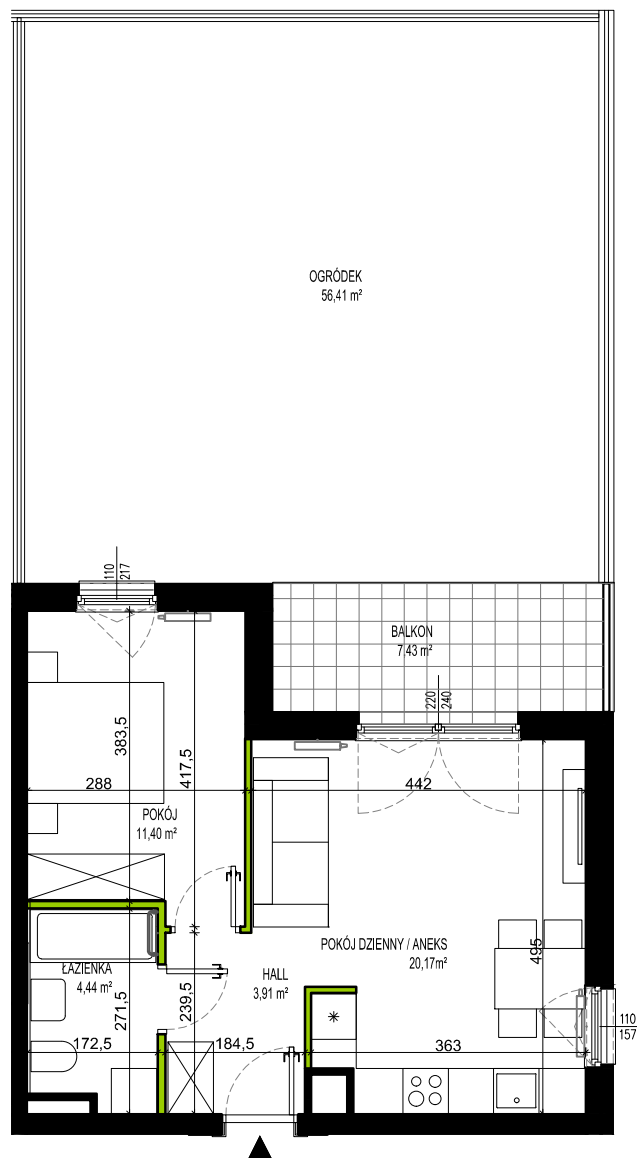 OGRÓDEK
56,41 m²
110
217
BALKON
7,43 m²
220
240
383,5
417,5
288
442
POKÓJ
11,40 m²
POKÓJ DZIENNY / ANEKS
20,17m²
495
ŁAZIENKA
4,44 m²
HALL
3,91 m²
271,5
239,5
110
157
172,5
184,5
363